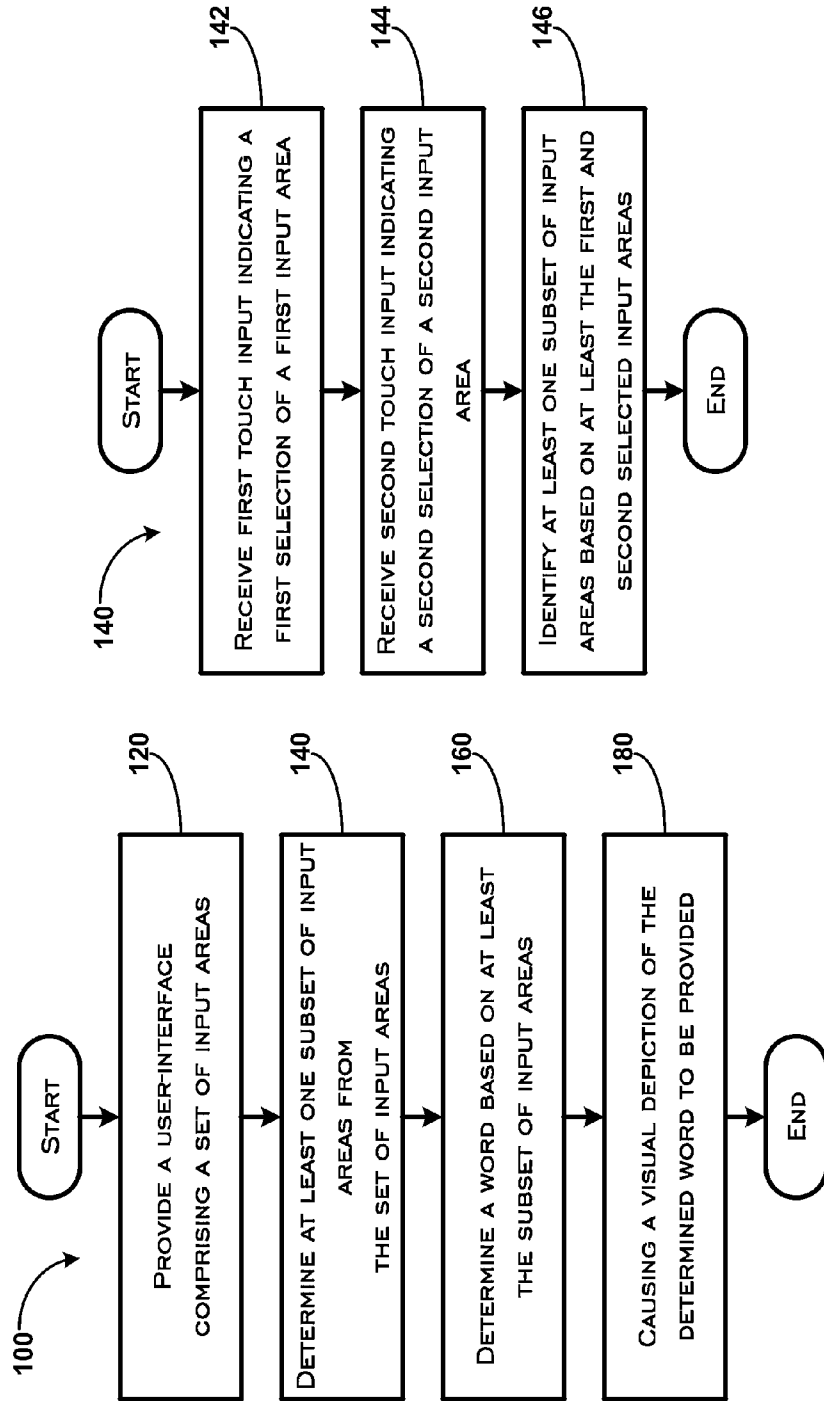 100
START
PROVIDE A USER-INTERFACE
COMPRISING A SET OF INPUT AREAS
120
DETERMINE AT LEAST ONE SUBSET OF INPUT
AREAS FROM
THE SET OF INPUT AREAS
140
DETERMINE A WORD BASED ON AT LEAST
THE SUBSET OF INPUT AREAS
160
CAUSING A VISUAL DEPICTION OF THE
DETERMINED WORD TO BE PROVIDED
180
END
140
START
RECEIVE FIRST TOUCH INPUT INDICATING A
FIRST SELECTION OF A FIRST INPUT AREA
142
RECEIVE SECOND TOUCH INPUT INDICATING
A SECOND SELECTION OF A SECOND INPUT
AREA
144
IDENTIFY AT LEAST ONE SUBSET OF INPUT
AREAS BASED ON AT LEAST THE FIRST AND
SECOND SELECTED INPUT AREAS
146
END